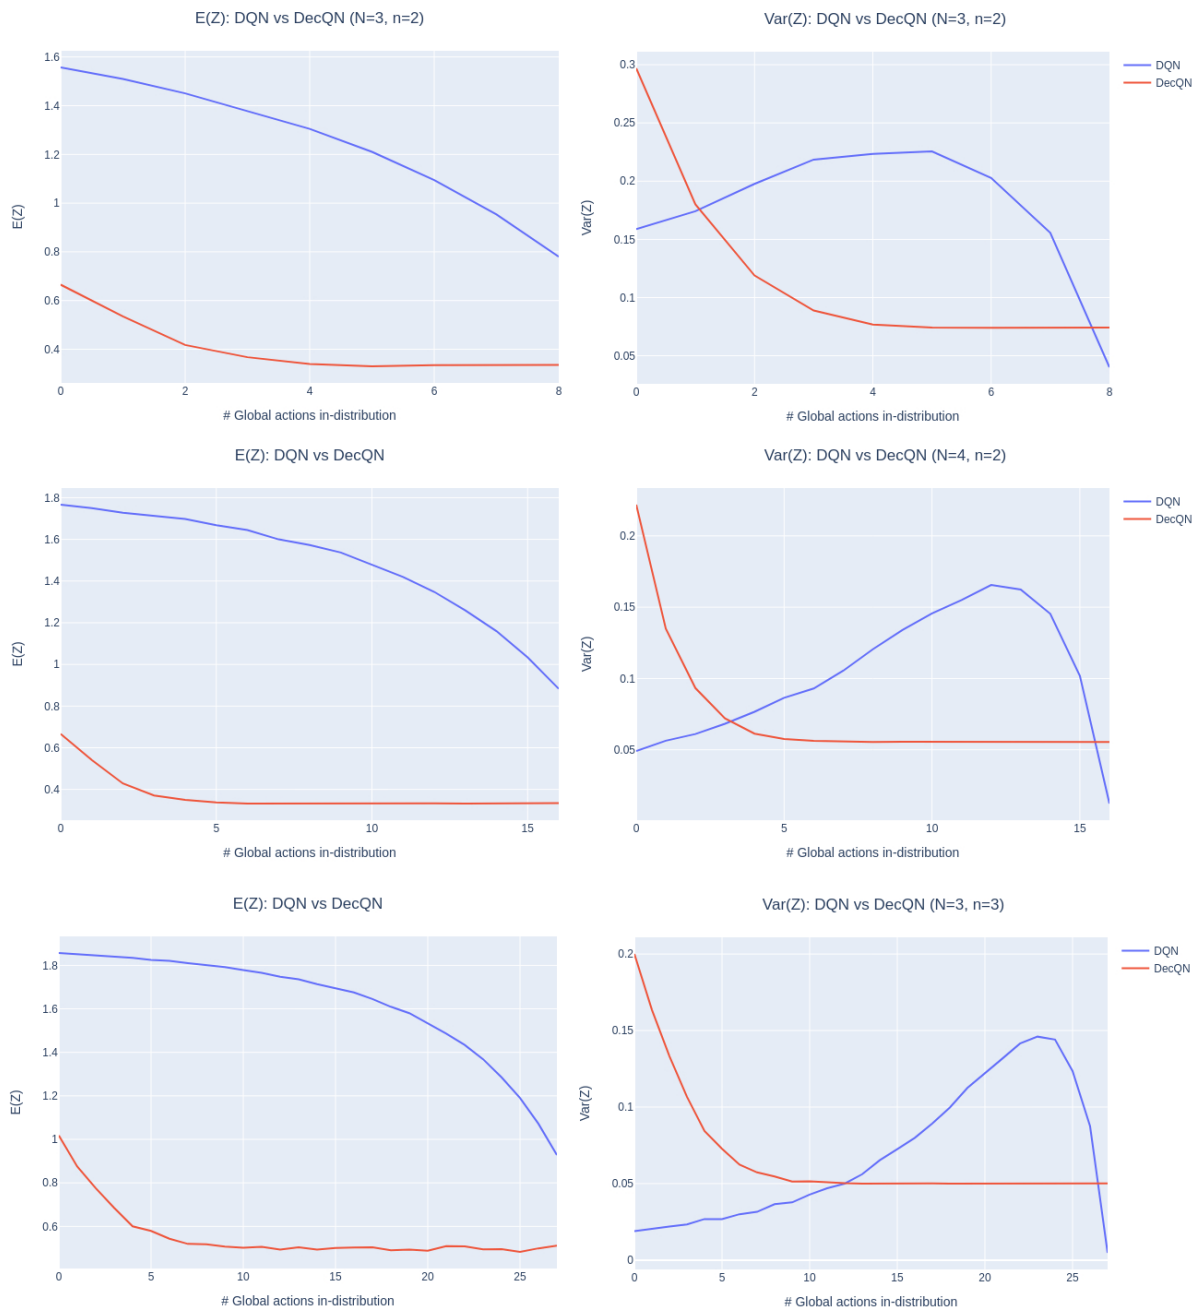 E(Z): DQN vs DecQN (N=3, n=2)
1.6
1.4
1.2
1
0.8
0.6
0.4
E(Z)
0 2 4 6 8
# Global actions in-distribution
Var(Z): DQN vs DecQN (N=3, n=2)
DQN
DecQN
0.3
0.25
0.2
0.15
0.1
0.05
Var(Z)
0 2 4 6 8
# Global actions in-distribution
E(Z): DQN vs DecQN
1.8
1.6
1.4
1.2
1
0.8
0.6
0.4
E(Z)
0 5 10 15
# Global actions in-distribution
Var(Z): DQN vs DecQN (N=4, n=2)
DQN
DecQN
0.2
0.15
0.1
0.05
Var(Z)
0 5 10 15
# Global actions in-distribution
E(Z): DQN vs DecQN
1.8
1.6
1.4
1.2
1
0.8
0.6
E(Z)
0 5 10 15 20 25
# Global actions in-distribution
Var(Z): DQN vs DecQN (N=3, n=3)
DQN
DecQN
0.2
0.15
0.1
0.05
0
Var(Z)
0 5 10 15 20 25
# Global actions in-distribution